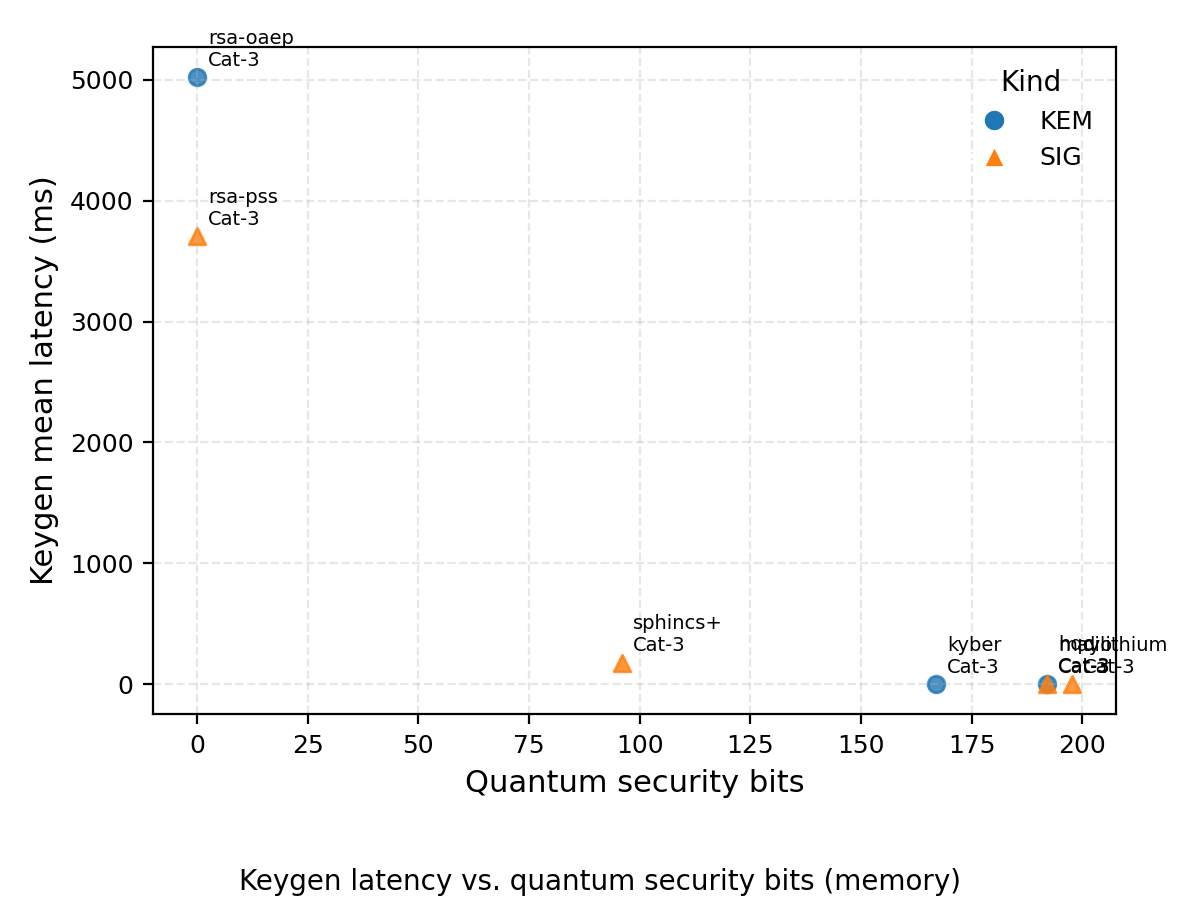 rsa-oaep
Cat-3
5000
Kind
KEM
SIG
rsa-pss
Cat-3
4000
3000
2000
1000
0
Keygen mean latency (ms)
sphincs+
Cat-3
kyber
Cat-3
Cat-3
0 25 50 75 100 125 150 175 200
Quantum security bits
Keygen latency vs. quantum security bits (memory)